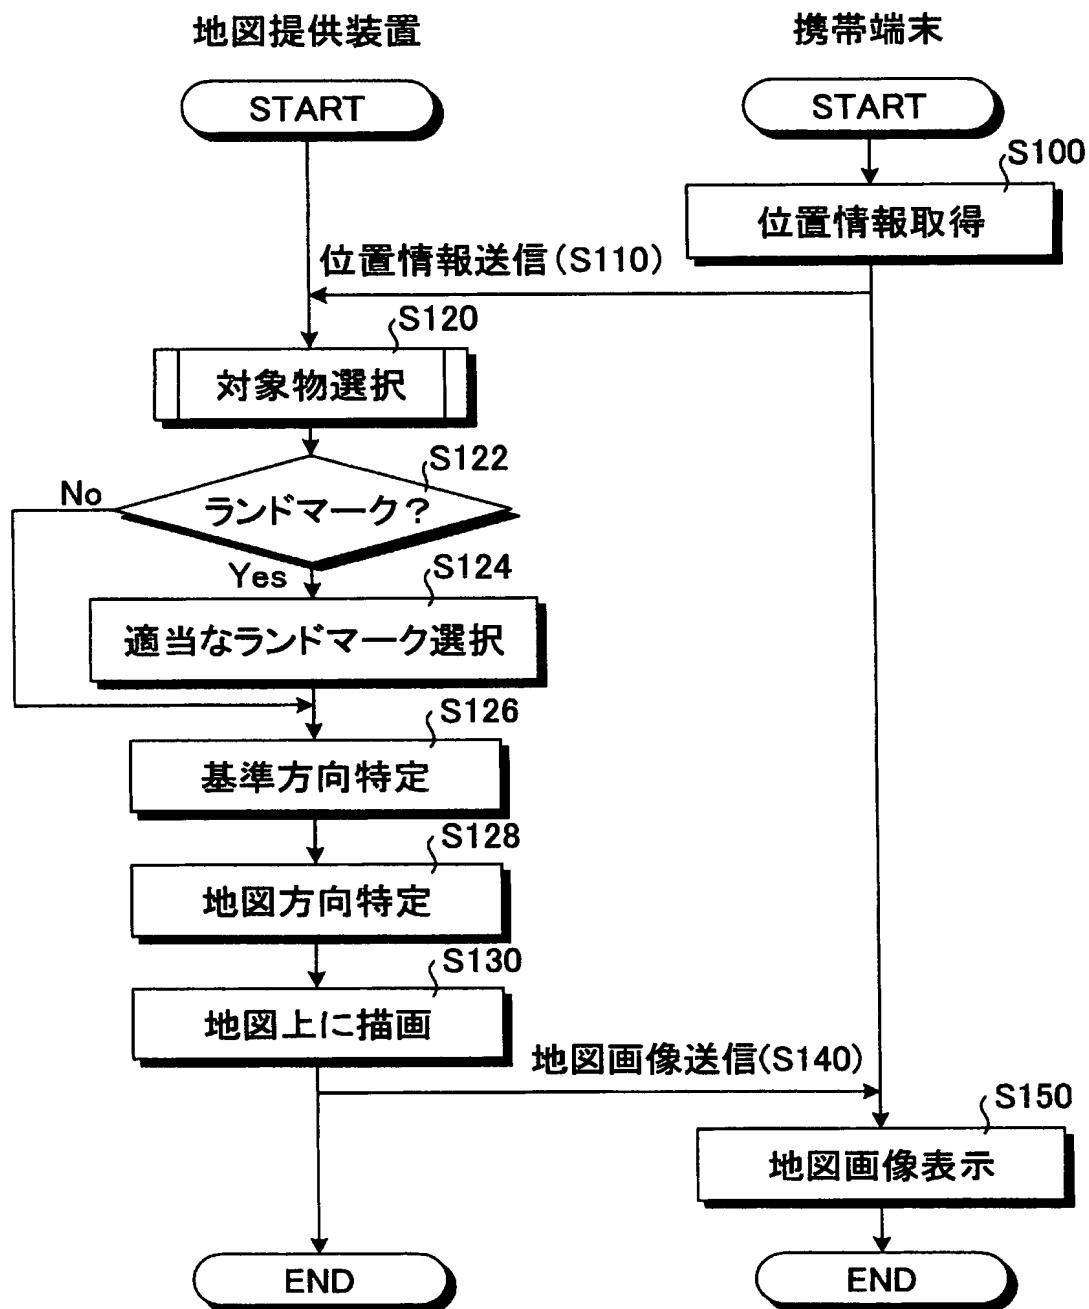 地図提供装置
携帯端末
START
START
S100
位置情報取得
位置情報送信(S110)
S120
対象物選択
S122
No
ランドマーク?
Yes
S124
適当なランドマーク選択
S126
基準方向特定
S128
地図方向特定
S130
地図上に描画
地図画像送信(S140)
S150
地図画像表示
END
END